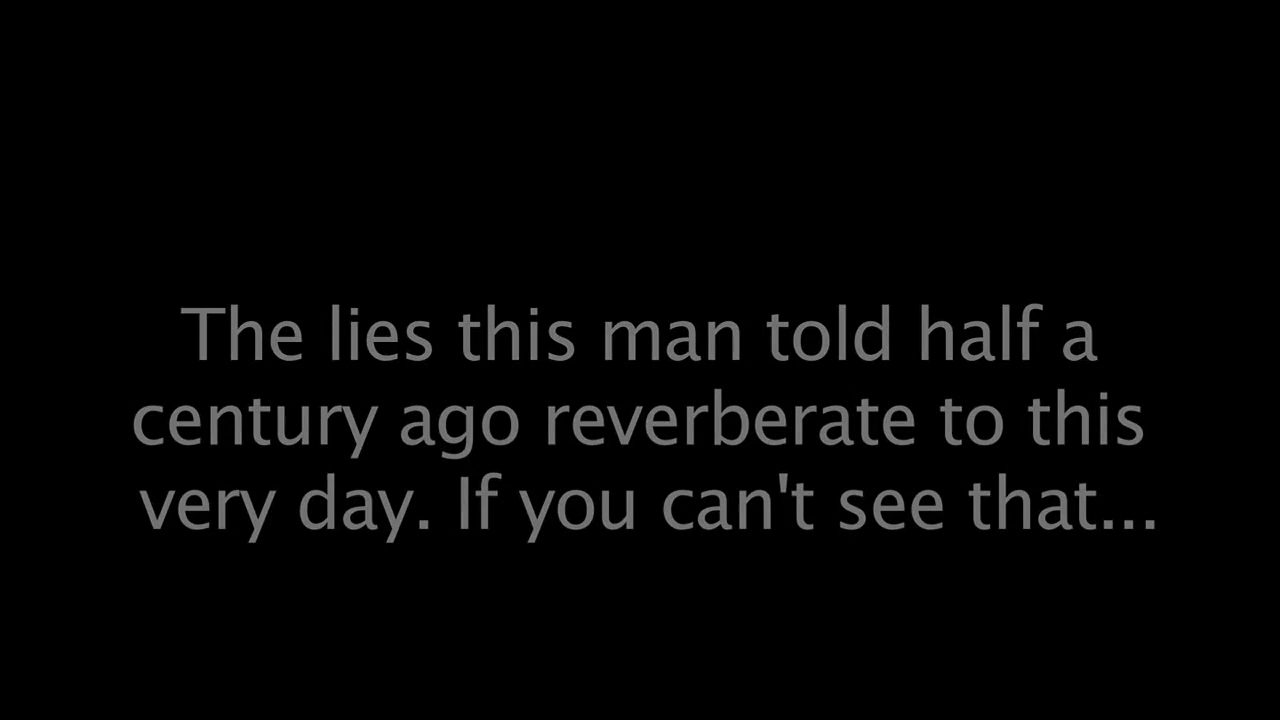 The lies this man told half a
century ago reverberate to this
very day. If you can't see that...